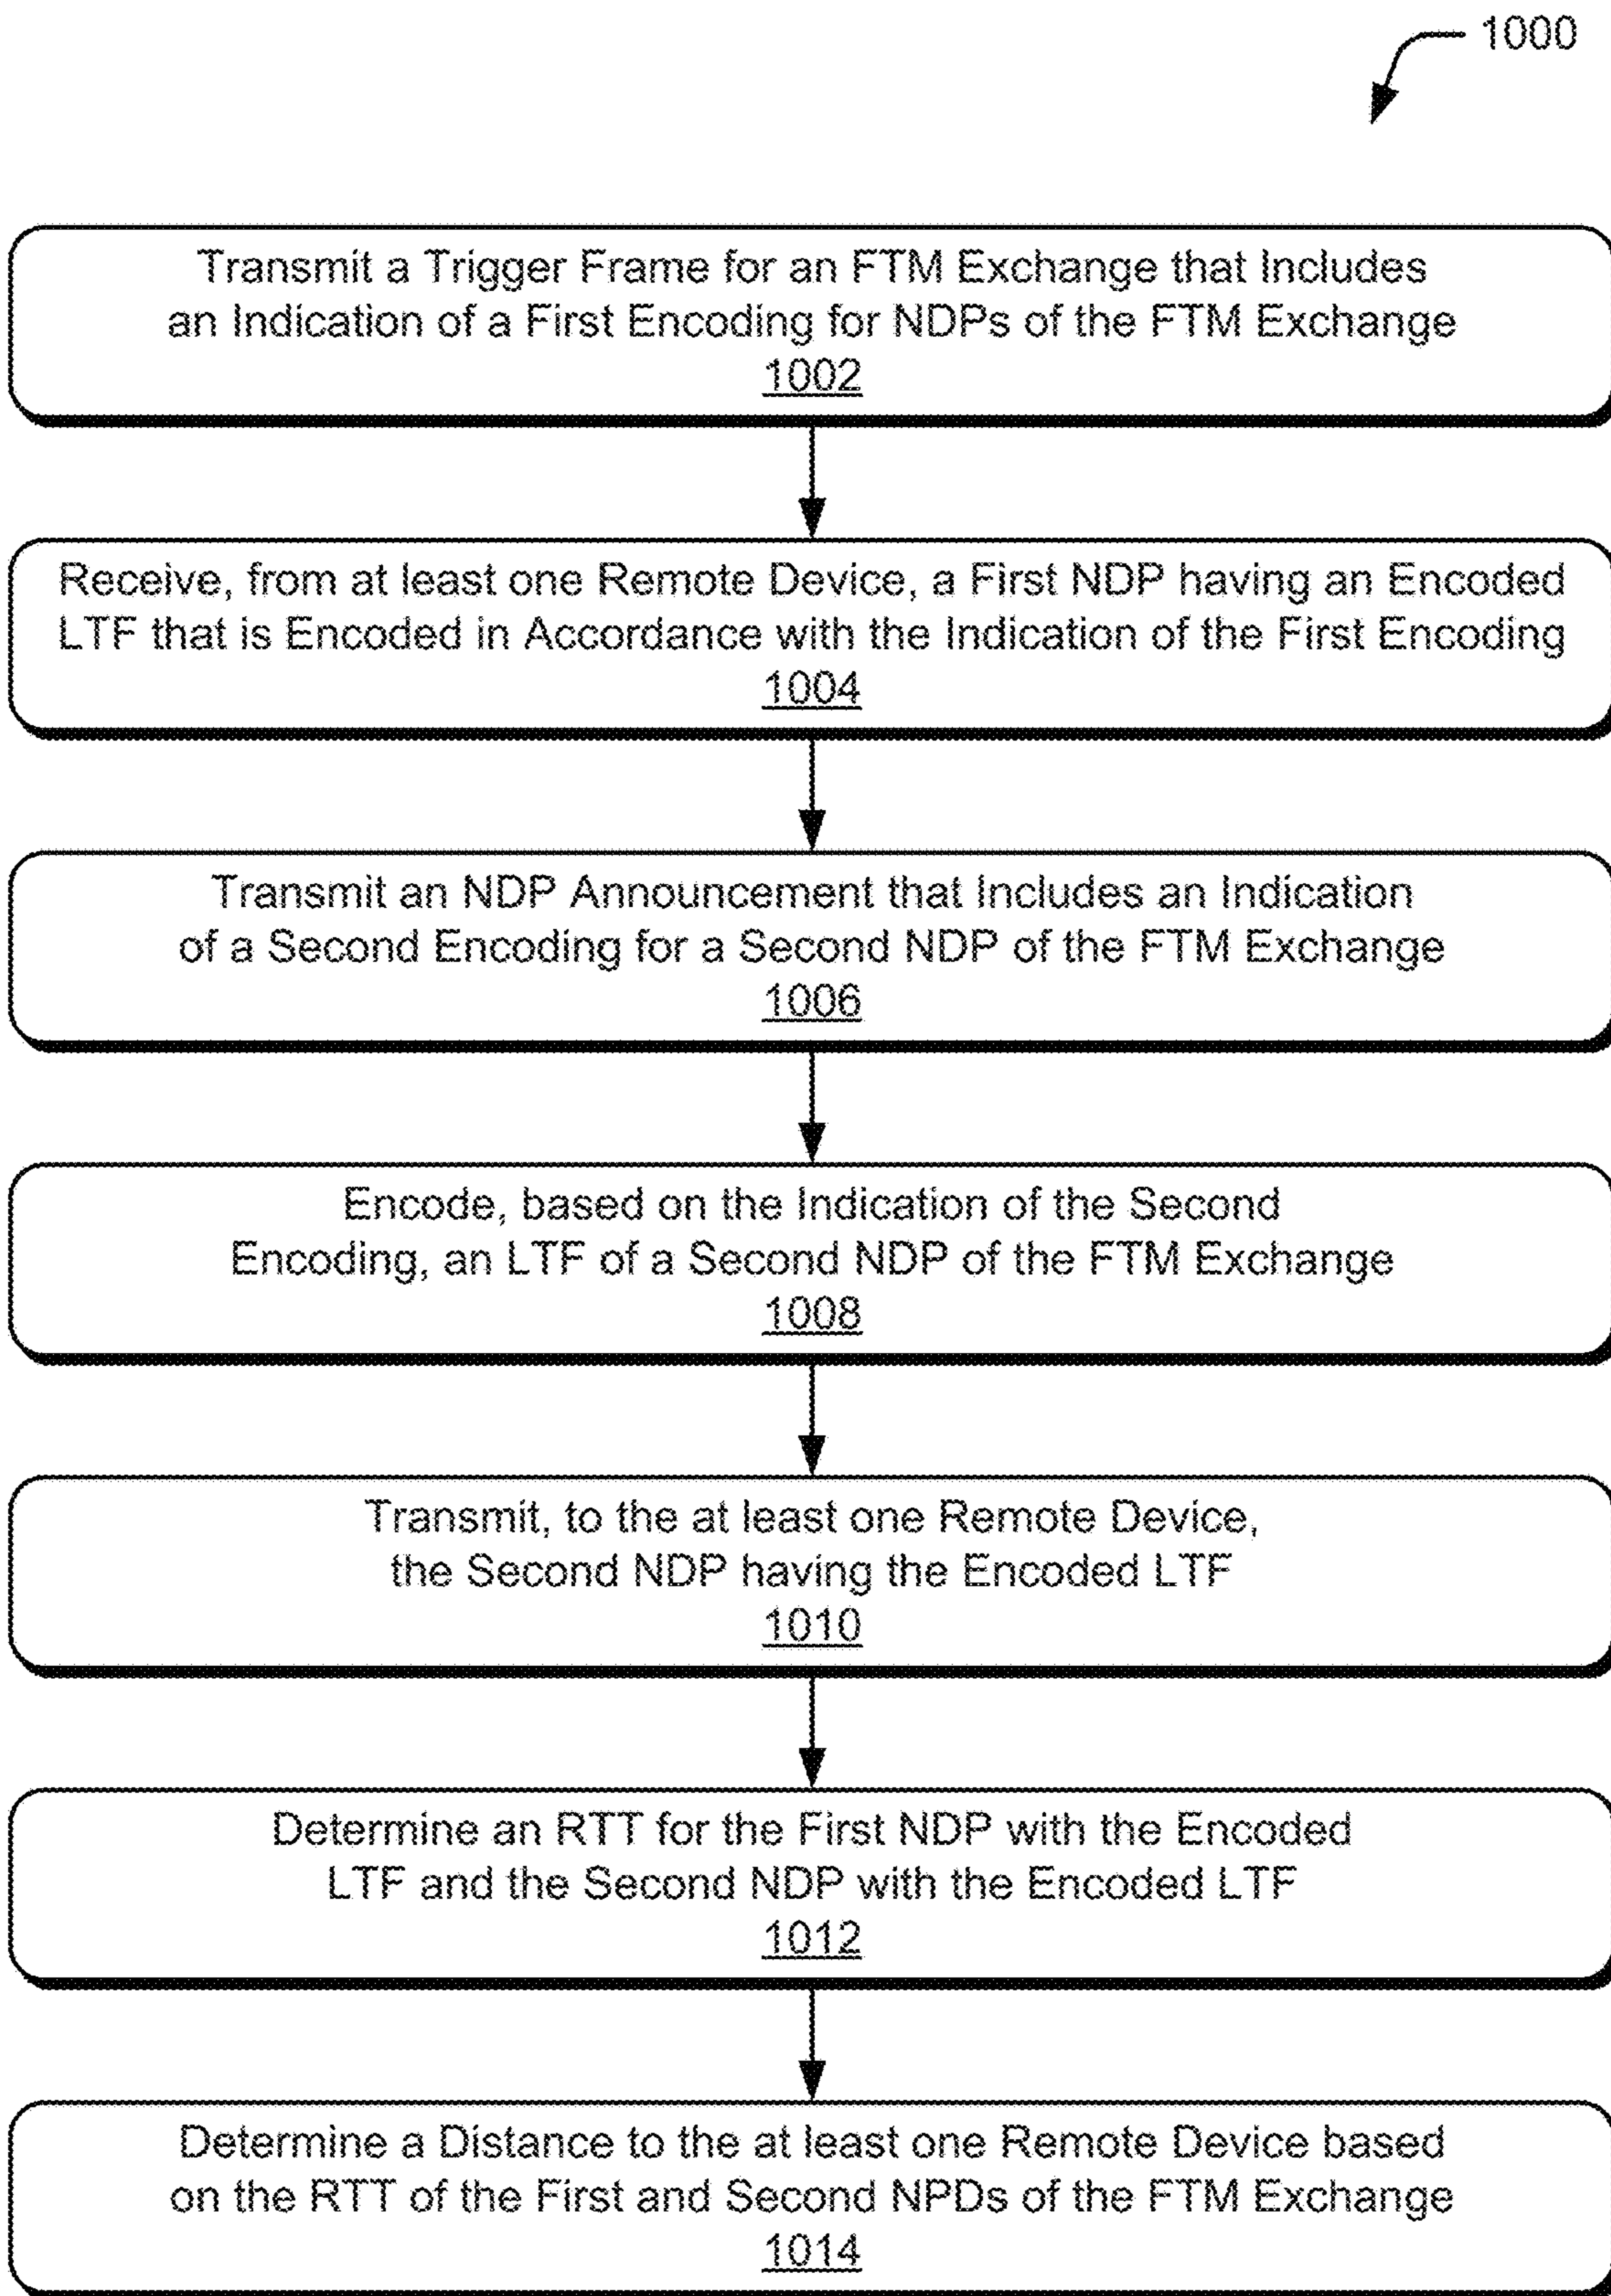 1000
Transmit a Trigger Frame for an FTM Exchange that Includes
an Indication of a First Encoding for NDPs of the FTM Exchange
1002
Receive, from at least one Remote Device, a First NDP having an Encoded
LTF that is Encoded in Accordance with the Indication of the First Encoding
1004
Transmit an NDP Announcement that Includes an Indication
of a Second Encoding for a Second NDP of the FTM Exchange
1006
Encode, based on the Indication of the Second
Encoding, an LTF of a Second NDP of the FTM Exchange
1008
Transmit, to the at least one Remote Device,
the Second NDP having the Encoded LTF
1010
Determine an RTT for the First NDP with the Encoded
LTF and the Second NDP with the Encoded LTF
1012
Determine a Distance to the at least one Remote Device based
on the RTT of the First and Second NPDs of the FTM Exchange
1014